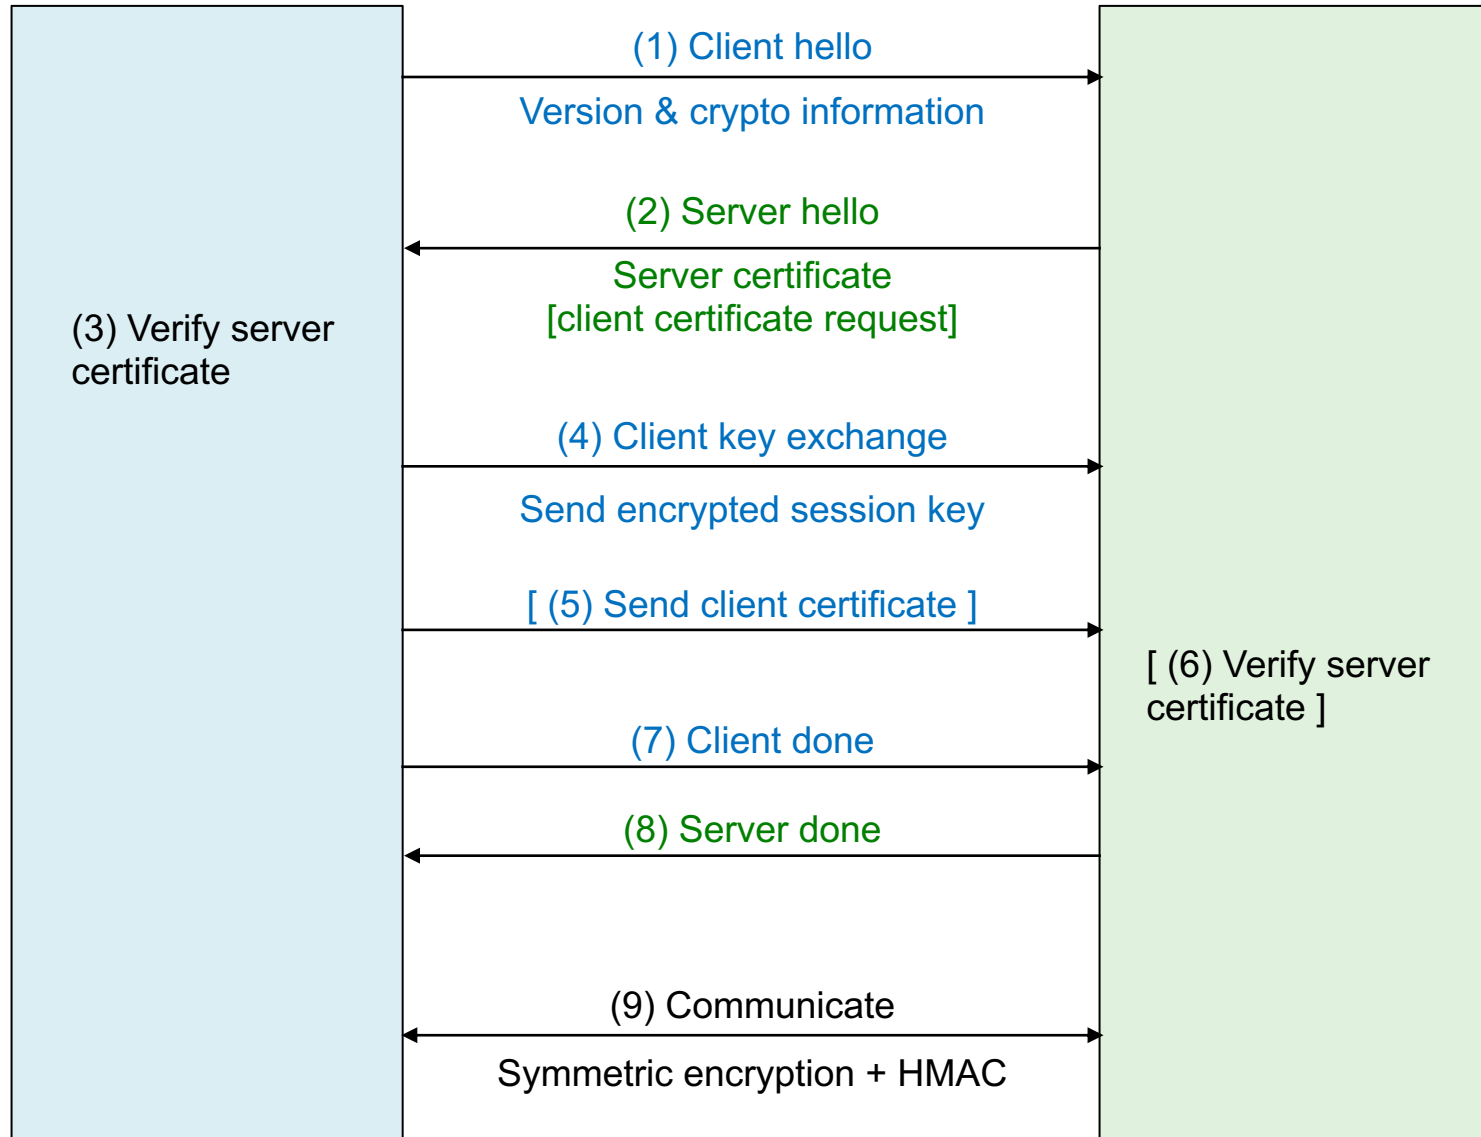 (1) Client hello
Version & crypto information
(2) Server hello
Server certificate
[client certificate request]
(3) Verify server
certificate
(4) Client key exchange
Send encrypted session key
[ (5) Send client certificate ]
[ (6) Verify server
certificate ]
(7) Client done
(8) Server done
(9) Communicate
Symmetric encryption + HMAC